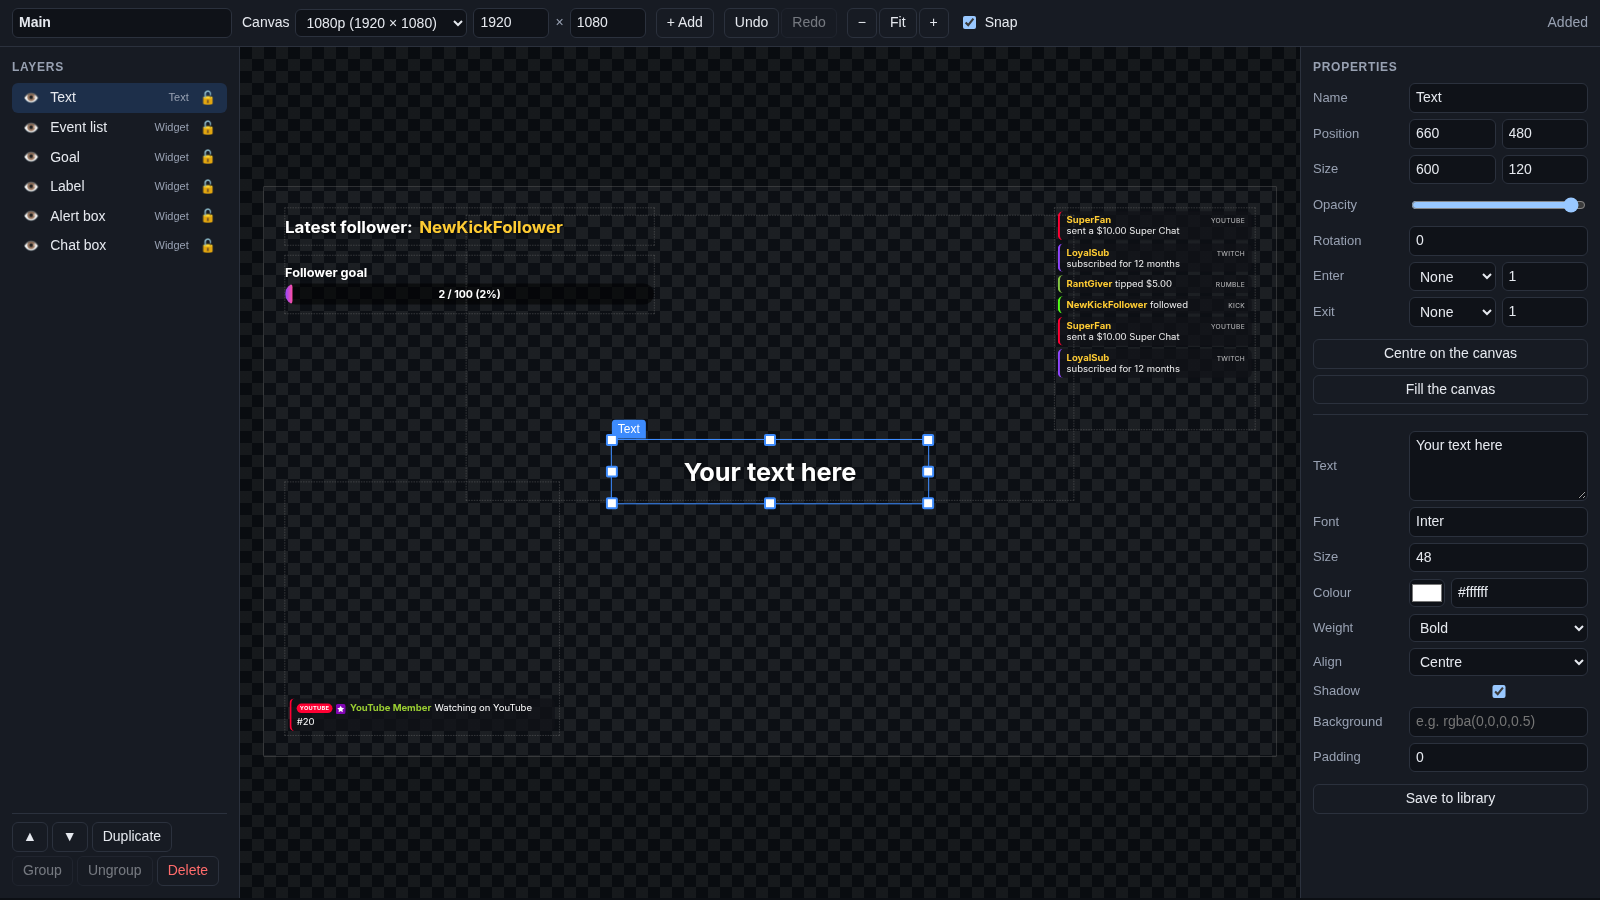 Main Canvas 1080p (1920 × 1080) 1920 × 1080 + Add Undo Redo − Fit + Snap Added
LAYERS
Text Text
Event list Widget
Goal Widget
Label Widget
Alert box Widget
Chat box Widget
▲ ▼ Duplicate
Group Ungroup Delete
Latest follower: NewKickFollower
Follower goal
2 / 100 (2%)
SuperFan YOUTUBE
sent a $10.00 Super Chat
LoyalSub TWITCH
subscribed for 12 months
RantGiver tipped $5.00 RUMBLE
NewKickFollower followed KICK
SuperFan YOUTUBE
sent a $10.00 Super Chat
LoyalSub TWITCH
subscribed for 12 months
Text
Your text here
YOUTUBE YouTube Member Watching on YouTube
#20
PROPERTIES
Name Text
Position 660 480
Size 600 120
Opacity
Rotation 0
Enter None 1
Exit None 1
Centre on the canvas
Fill the canvas
Text Your text here
Font Inter
Size 48
Colour #ffffff
Weight Bold
Align Centre
Shadow
Background e.g. rgba(0,0,0,0.5)
Padding 0
Save to library